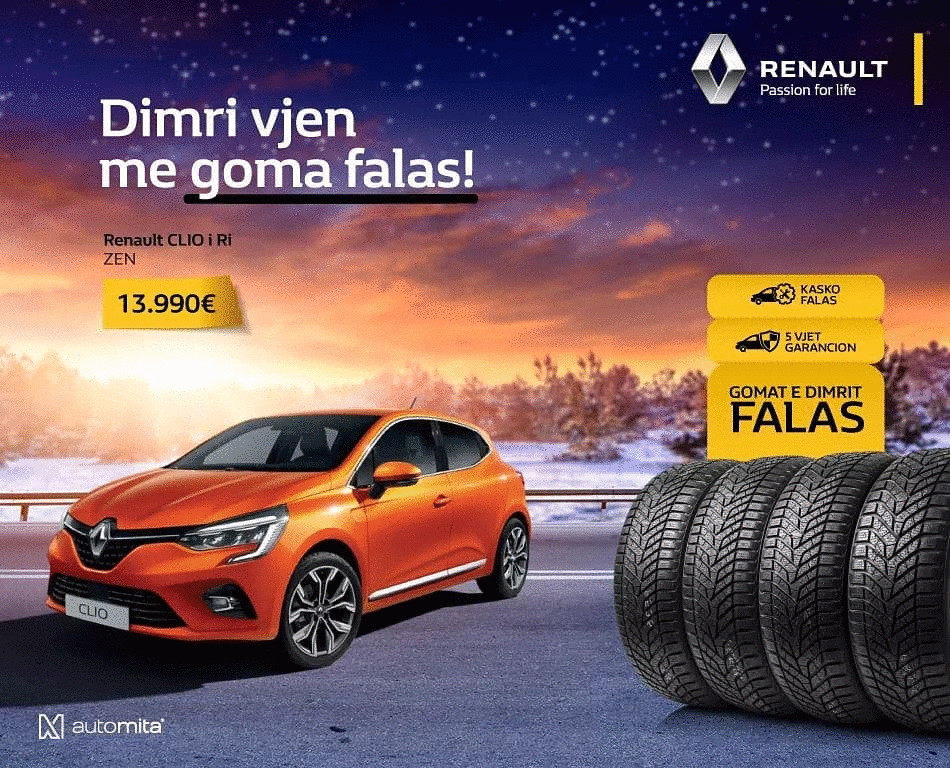 RENAULT
Passion for life
Dimri vjen
me goma falas!
Renault CLIO i Ri
ZEN
13.990€
KASKO
FALAS
5 VJET
GARANCION
GOMAT E DIMRIT
FALAS
CLIO
automita